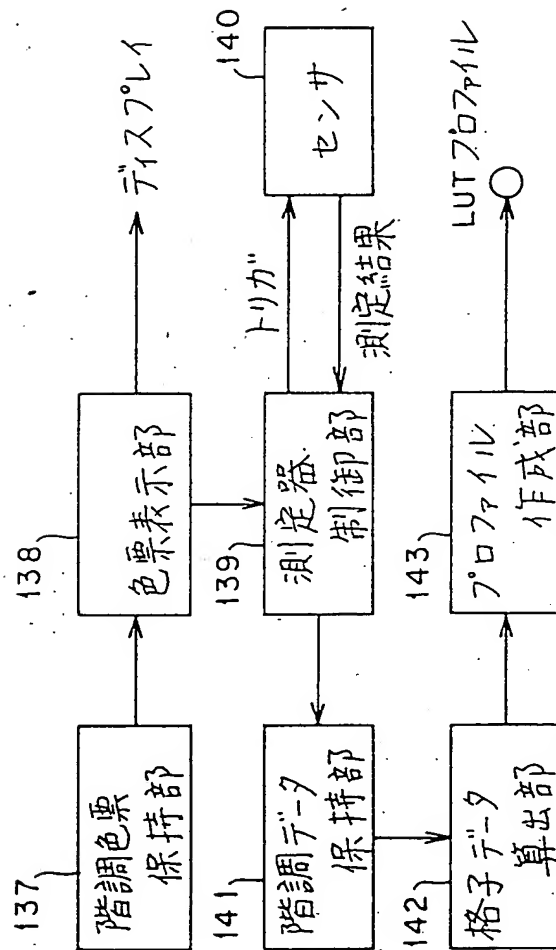 137
階調色票
保持部
138
色票表示部
ディスプレイ
141
階調データ
保持部
139
測定器
制御部
トリガ
測定結果
140
センサ
142
格子データ
算出部
143
プロファイル
作成部
LUTプロファイル